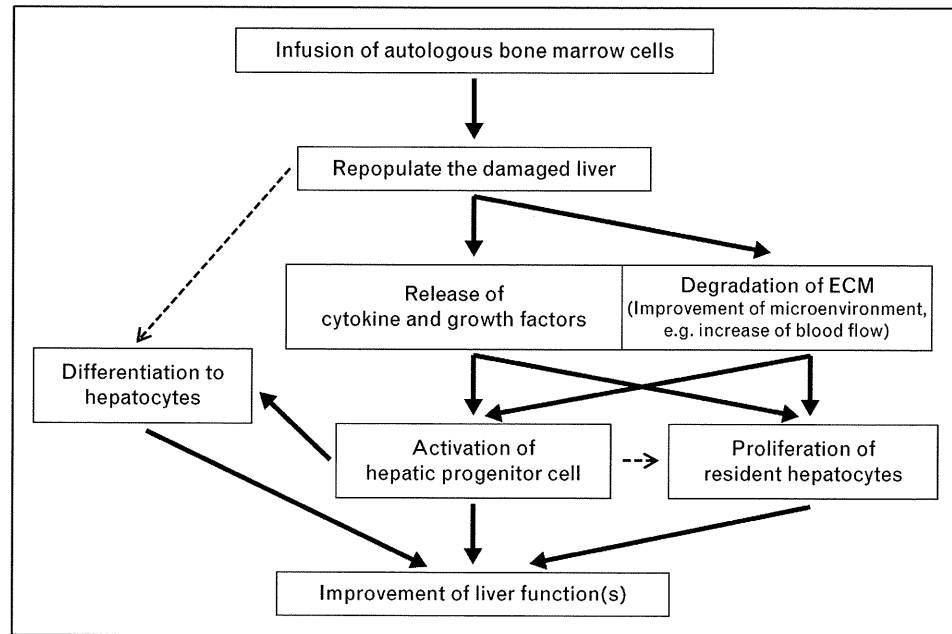 Infusion of autologous bone marrow cells
Repopulate the damaged liver
Release of
cytokine and growth factors
Degradation of ECM
(Improvement of microenvironment,
e.g. increase of blood flow)
Differentiation to
hepatocytes
Activation of
hepatic progenitor cell
Proliferation of
resident hepatocytes
Improvement of liver function(s)